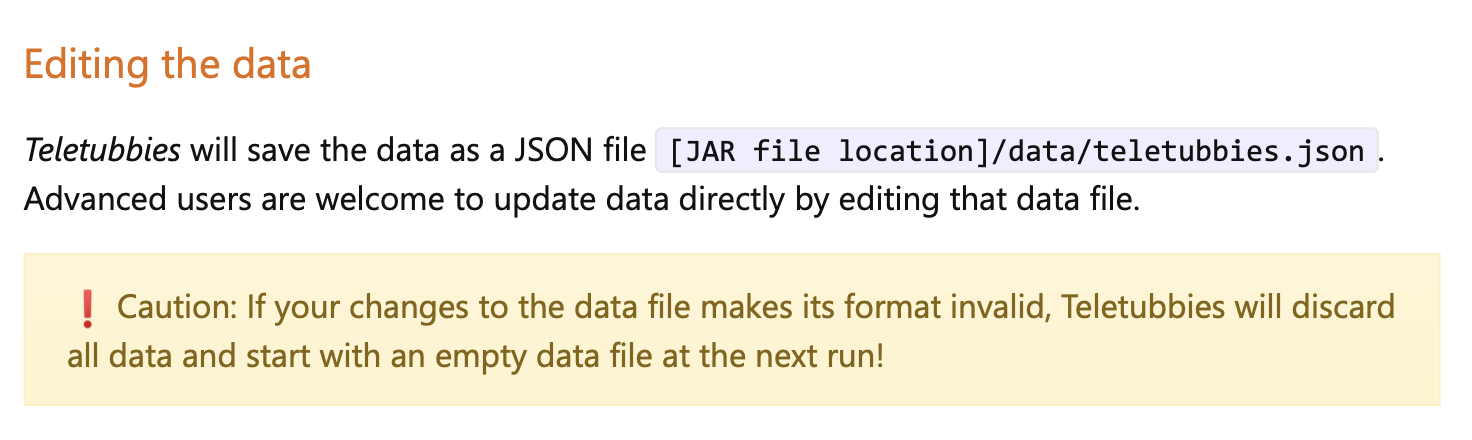 Editing the data
Teletubbies will save the data as a JSON file [JAR file location]/data/teletubbies.json .
Advanced users are welcome to update data directly by editing that data file.
❗ Caution: If your changes to the data file makes its format invalid, Teletubbies will discard
all data and start with an empty data file at the next run!